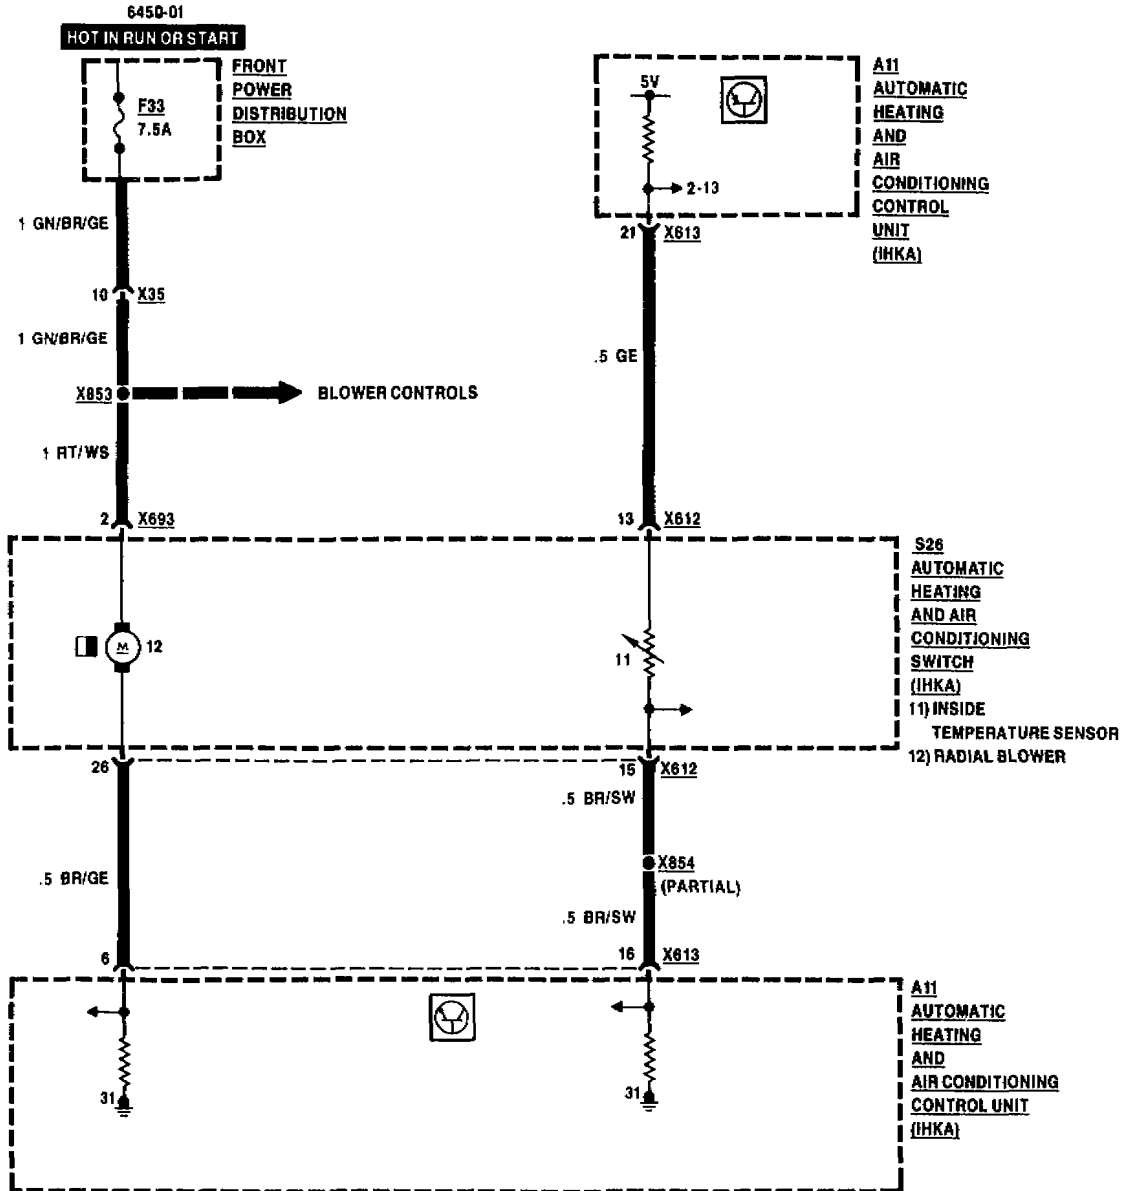 6450-01
HOT IN RUN OR START
FRONT
POWER
DISTRIBUTION
BOX
F33
7.5A
5V
2-13
A11
AUTOMATIC
HEATING
AND
AIR
CONDITIONING
CONTROL
UNIT
(IHKA)
1 GN/BR/GE
21 X613
10 X35
1 GN/BR/GE
.5 GE
X853
BLOWER CONTROLS
1 RT/WS
2 X693
13 X612
S26
AUTOMATIC
HEATING
AND AIR
CONDITIONING
SWITCH
(IHKA)
11) INSIDE
TEMPERATURE SENSOR
12) RADIAL BLOWER
M 12
11
26
15 X612
.5 BR/SW
X854
(PARTIAL)
.5 BR/GE
.5 BR/SW
6
16 X613
A11
AUTOMATIC
HEATING
AND
AIR CONDITIONING
CONTROL UNIT
(IHKA)
31
31